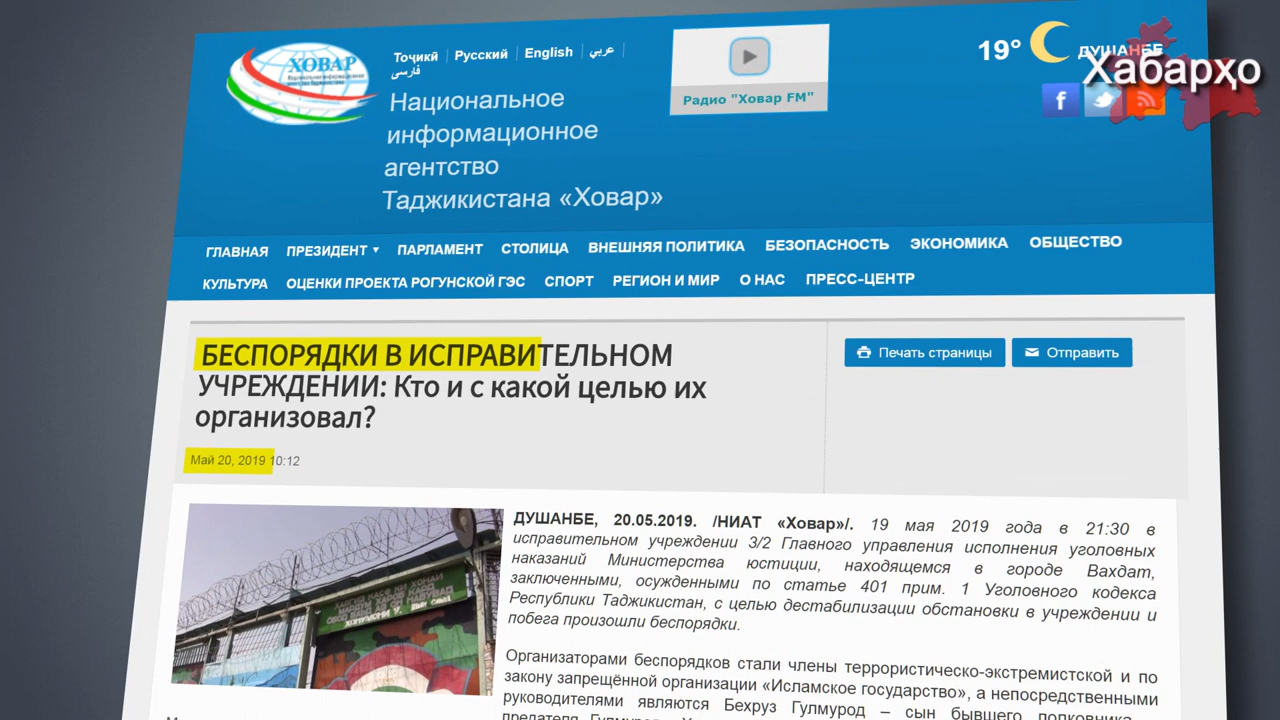 ХОВАР
Тоҷикӣ Русский English عربي
فارسی
Национальное
информационное
агентство
Таджикистана «Ховар»
Радио "Ховар FM"
19° ДУШАНБЕ
Хабарҳо
ГЛАВНАЯ ПРЕЗИДЕНТ ПАРЛАМЕНТ СТОЛИЦА ВНЕШНЯЯ ПОЛИТИКА БЕЗОПАСНОСТЬ ЭКОНОМИКА ОБЩЕСТВО
КУЛЬТУРА ОЦЕНКИ ПРОЕКТА РОГУНСКОЙ ГЭС СПОРТ РЕГИОН И МИР О НАС ПРЕСС-ЦЕНТР
БЕСПОРЯДКИ В ИСПРАВИТЕЛЬНОМ
УЧРЕЖДЕНИИ: Кто и с какой целью их
организовал?
Май 20, 2019 10:12
Печать страницы Отправить
ДУШАНБЕ, 20.05.2019. /НИАТ «Ховар»/. 19 мая 2019 года в 21:30 в
исправительном учреждении 3/2 Главного управления исполнения уголовных
наказаний Министерства юстиции, находящемся в городе Вахдат,
заключенными, осужденными по статье 401 прим. 1 Уголовного кодекса
Республики Таджикистан, с целью дестабилизации обстановки в учреждении и
побега произошли беспорядки.
Организаторами беспорядков стали члены террористическо-экстремистской и по
закону запрещённой организации «Исламское государство», а непосредственными
руководителями являются Бехруз Гулмурод – сын бывшего полковника,
предателя Гулмурода